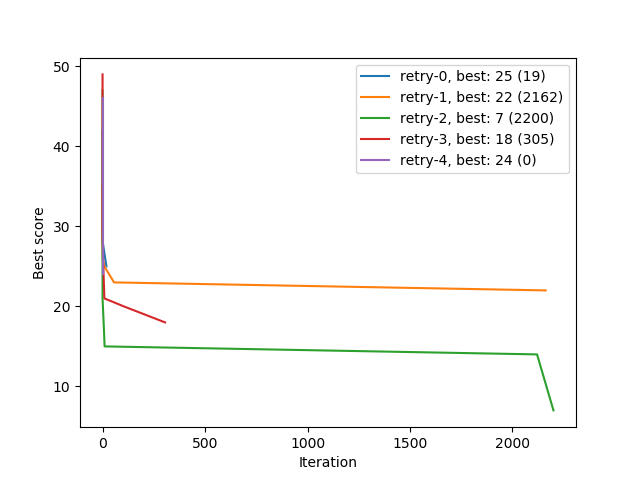 50
40
30
20
10
Best score
retry-0, best: 25 (19)
retry-1, best: 22 (2162)
retry-2, best: 7 (2200)
retry-3, best: 18 (305)
retry-4, best: 24 (0)
0 500 1000 1500 2000
Iteration